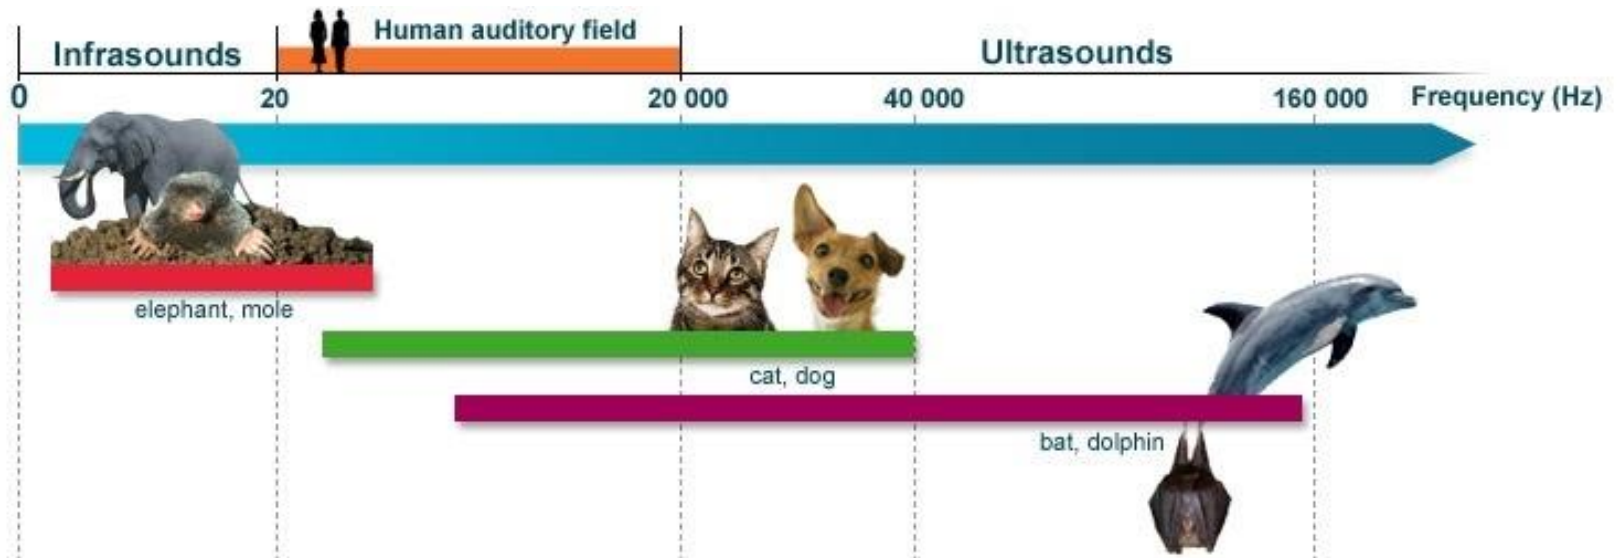 Human auditory field
Infrasounds
Ultrasounds
0
20
20 000
40 000
160 000
Frequency (Hz)
elephant, mole
cat, dog
bat, dolphin